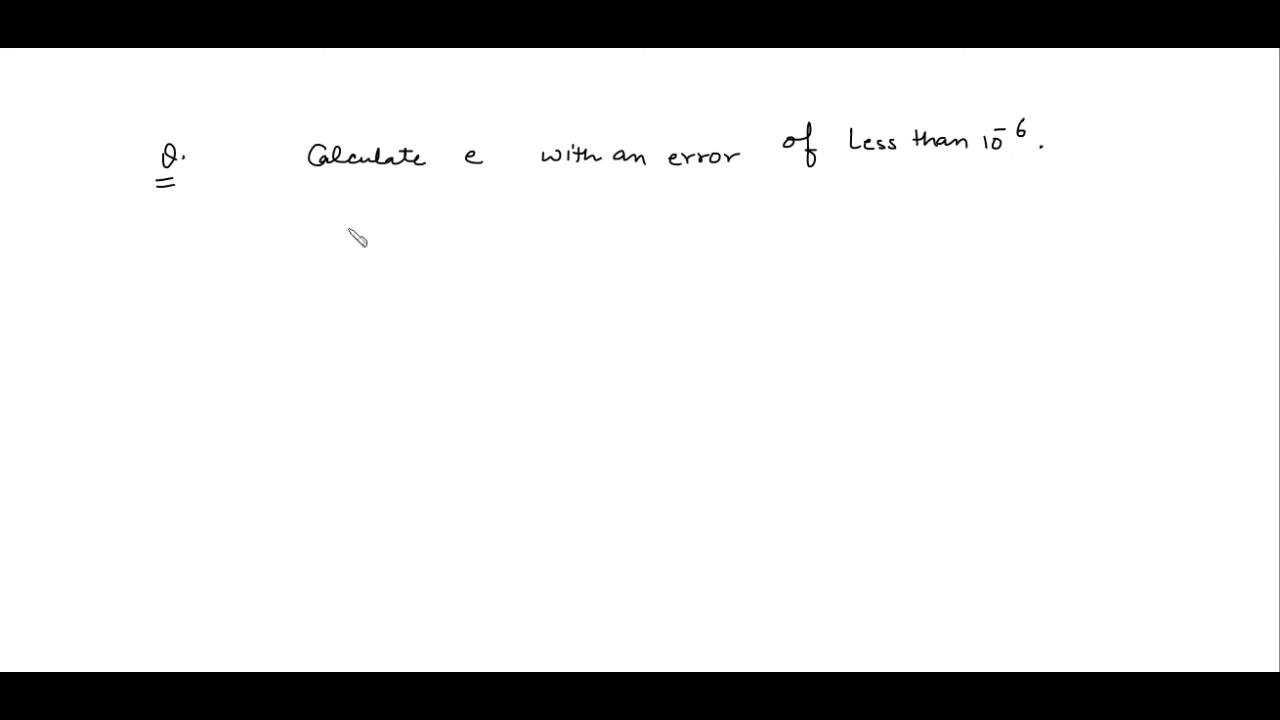 Q. Calculate e with an error of less than 10⁻⁶.